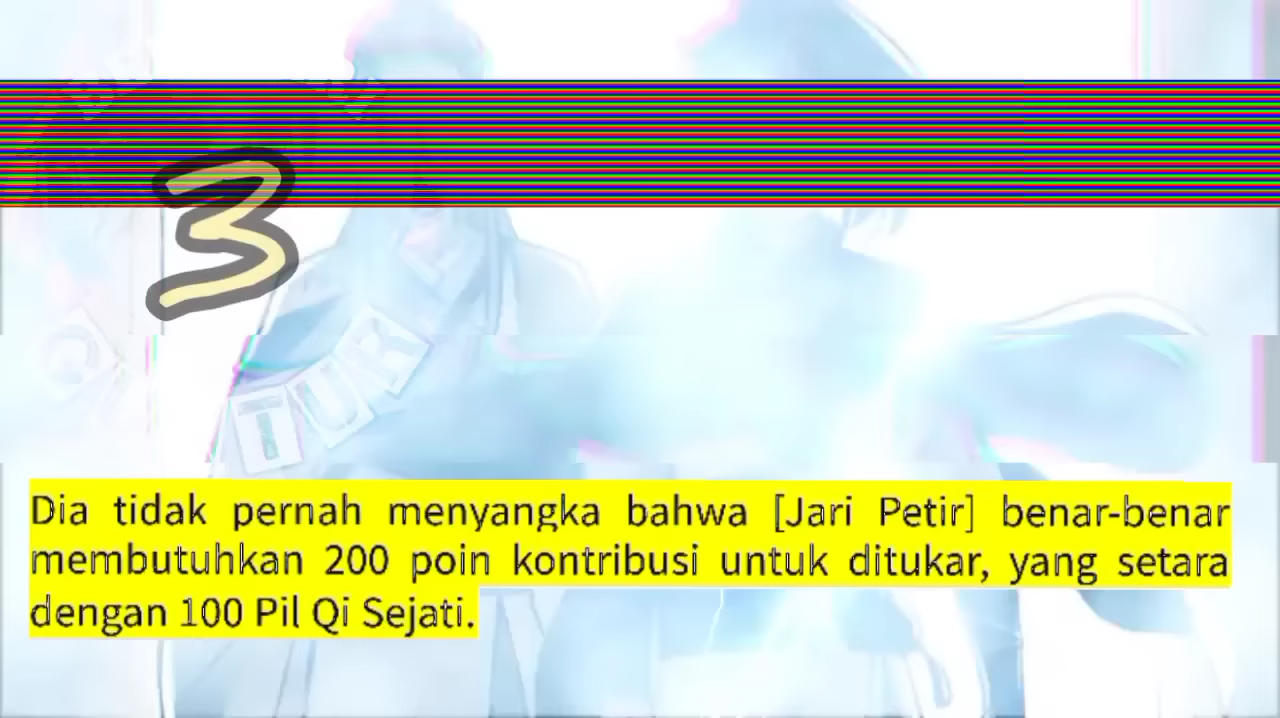 3
TUR
Dia tidak pernah menyangka bahwa [Jari Petir] benar-benar
membutuhkan 200 poin kontribusi untuk ditukar, yang setara
dengan 100 Pil Qi Sejati.